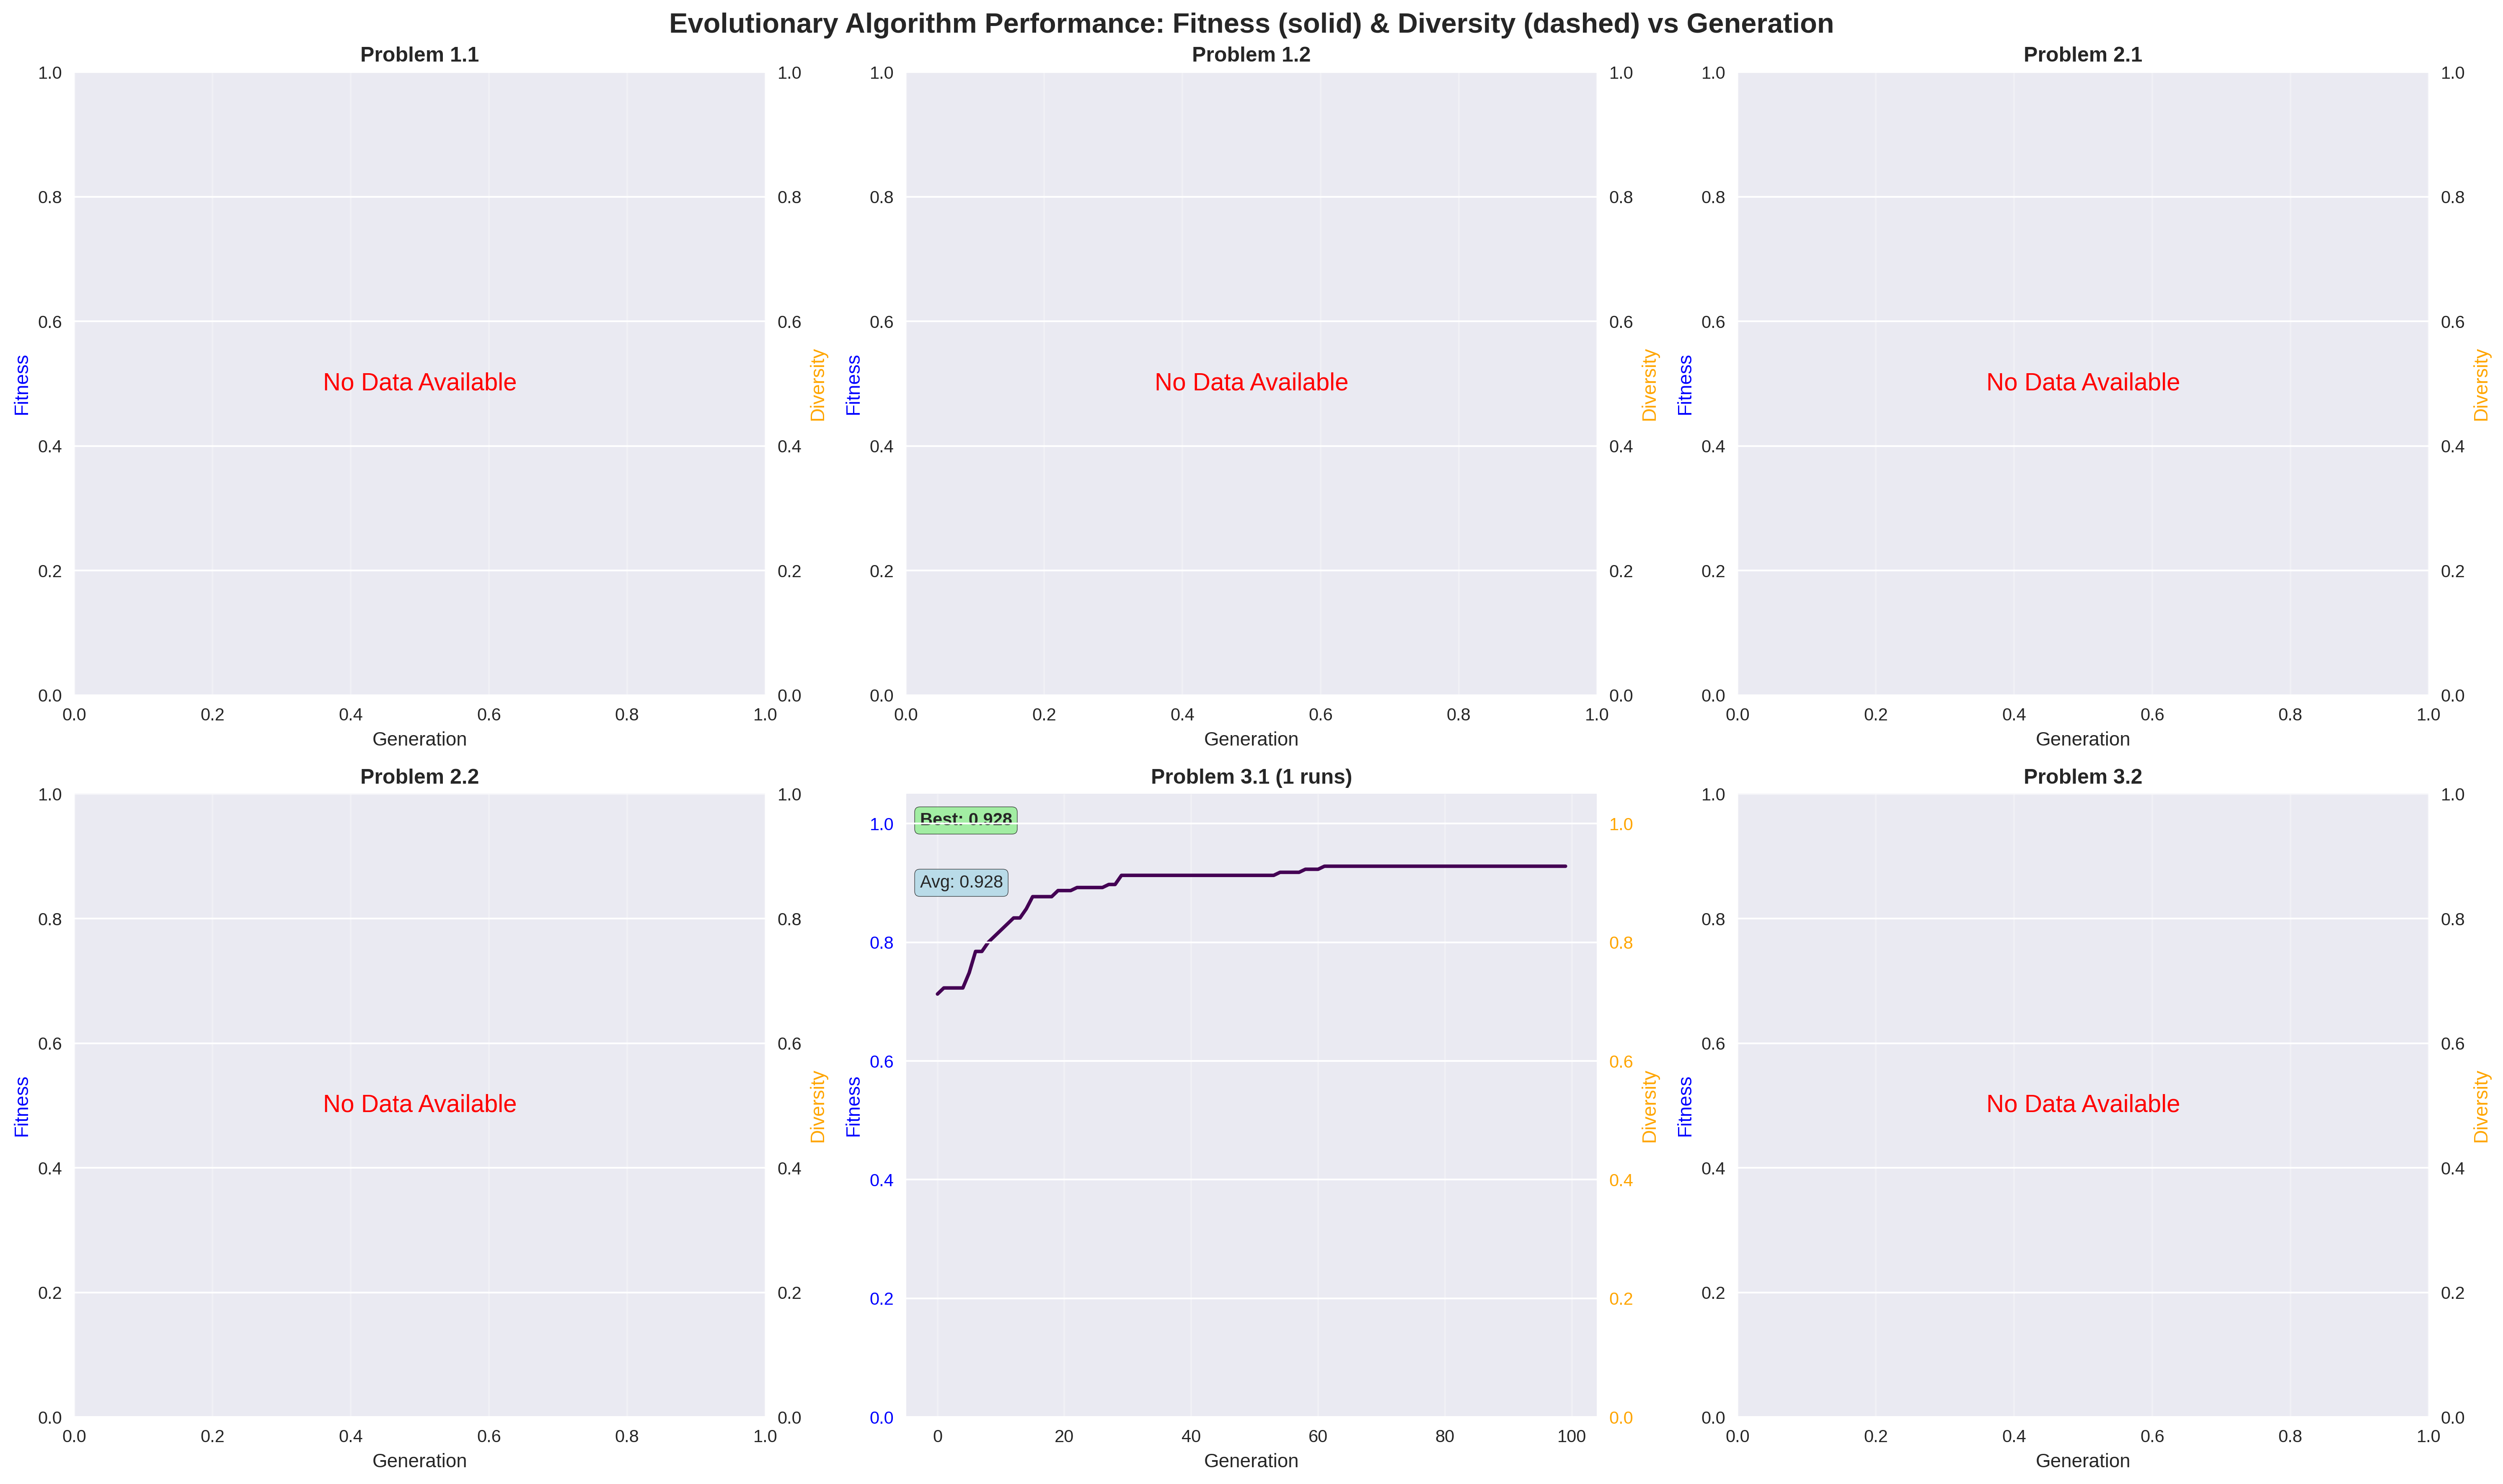 Evolutionary Algorithm Performance: Fitness (solid) & Diversity (dashed) vs Generation
Problem 1.1
1.0
0.8
0.6
0.4
0.2
0.0
Fitness
No Data Available
1.0
0.8
0.6
0.4
0.2
0.0
Diversity
0.0 0.2 0.4 0.6 0.8 1.0
Generation
Problem 1.2
1.0
0.8
0.6
0.4
0.2
0.0
Fitness
No Data Available
1.0
0.8
0.6
0.4
0.2
0.0
Diversity
0.0 0.2 0.4 0.6 0.8 1.0
Generation
Problem 2.1
1.0
0.8
0.6
0.4
0.2
0.0
Fitness
No Data Available
1.0
0.8
0.6
0.4
0.2
0.0
Diversity
0.0 0.2 0.4 0.6 0.8 1.0
Generation
Problem 2.2
1.0
0.8
0.6
0.4
0.2
0.0
Fitness
No Data Available
1.0
0.8
0.6
0.4
0.2
0.0
Diversity
0.0 0.2 0.4 0.6 0.8 1.0
Generation
Problem 3.1 (1 runs)
1.0
0.8
0.6
0.4
0.2
0.0
Fitness
Best: 0.928
Avg: 0.928
1.0
0.8
0.6
0.4
0.2
0.0
Diversity
0 20 40 60 80 100
Generation
Problem 3.2
1.0
0.8
0.6
0.4
0.2
0.0
Fitness
No Data Available
1.0
0.8
0.6
0.4
0.2
0.0
Diversity
0.0 0.2 0.4 0.6 0.8 1.0
Generation